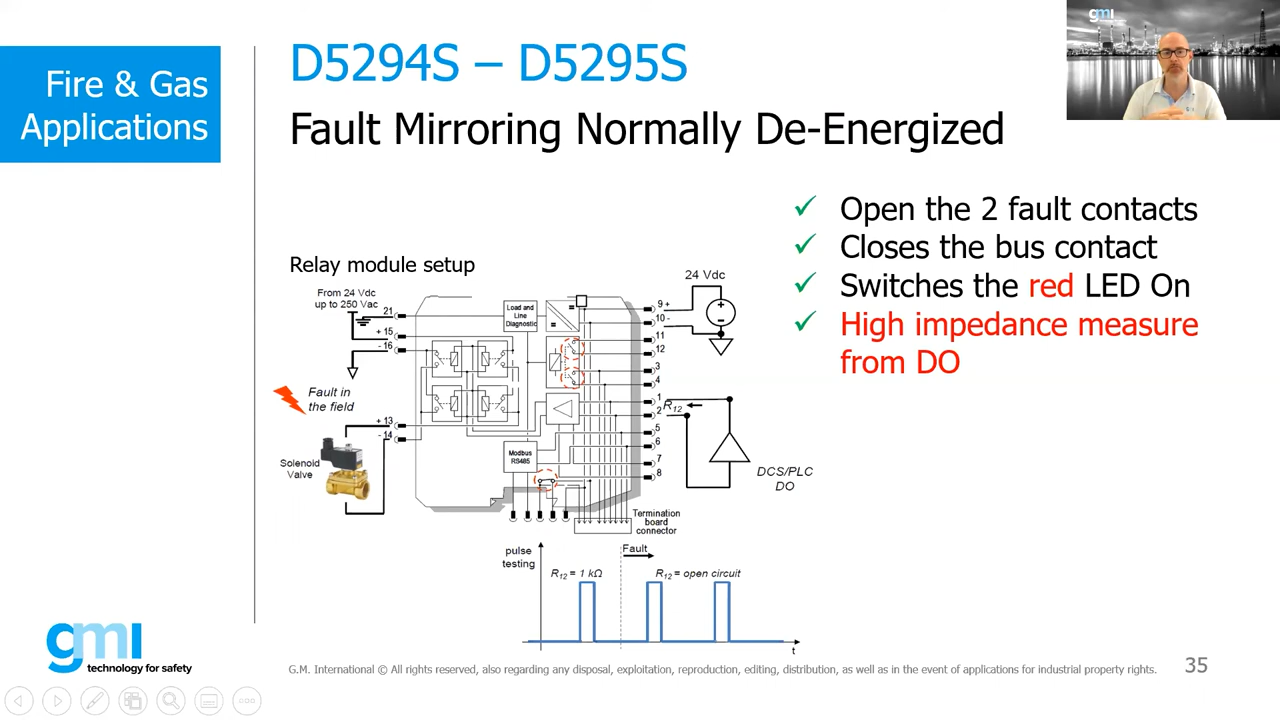 gmi
Fire & Gas
Applications
D5294S – D5295S
Fault Mirroring Normally De-Energized
Open the 2 fault contacts
Closes the bus contact
Switches the red LED On
High impedance measure
from DO
Relay module setup
From 24 Vdc
up to 250 Vac
21
+ 15
- 16
Fault in
the field
+ 13
- 14
Solenoid
Valve
Load and
Line
Diagnostic
=
=
Modbus
RS485
24 Vdc
9 +
10 -
+
-
11
12
3
4
1
2
R12
5
6
7
8
DCS/PLC
DO
Termination
board
connector
pulse
testing
Fault
R12 = 1 kΩ
R12 = open circuit
t
gmi
technology for safety
G.M. International © All rights reserved, also regarding any disposal, exploitation, reproduction, editing, distribution, as well as in the event of applications for industrial property rights.
35